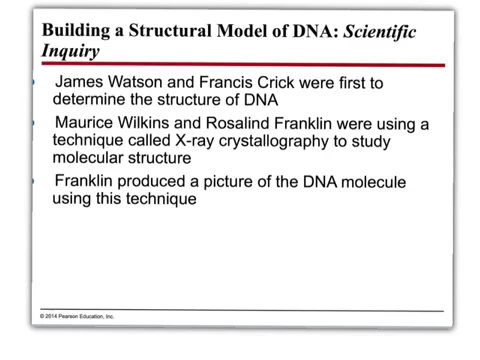 Building a Structural Model of DNA: Scientific
Inquiry
James Watson and Francis Crick were first to
determine the structure of DNA
Maurice Wilkins and Rosalind Franklin were using a
technique called X-ray crystallography to study
molecular structure
Franklin produced a picture of the DNA molecule
using this technique
© 2014 Pearson Education, Inc.